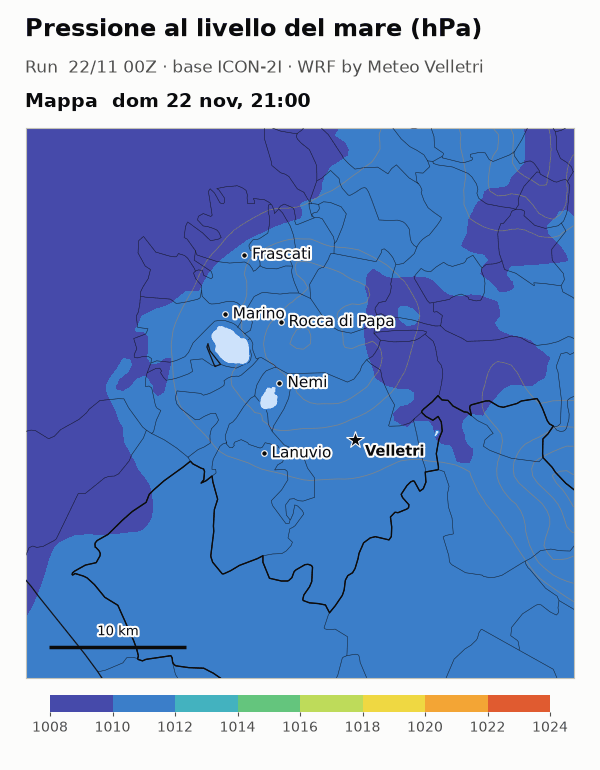 Pressione al livello del mare (hPa)
Run  22/11 00Z · base ICON-2I · WRF by Meteo Velletri
Mappa  dom 22 nov, 21:00
Frascati
Marino
Rocca di Papa
Nemi
Lanuvio
Velletri
10 km
1008 1010 1012 1014 1016 1018 1020 1022 1024